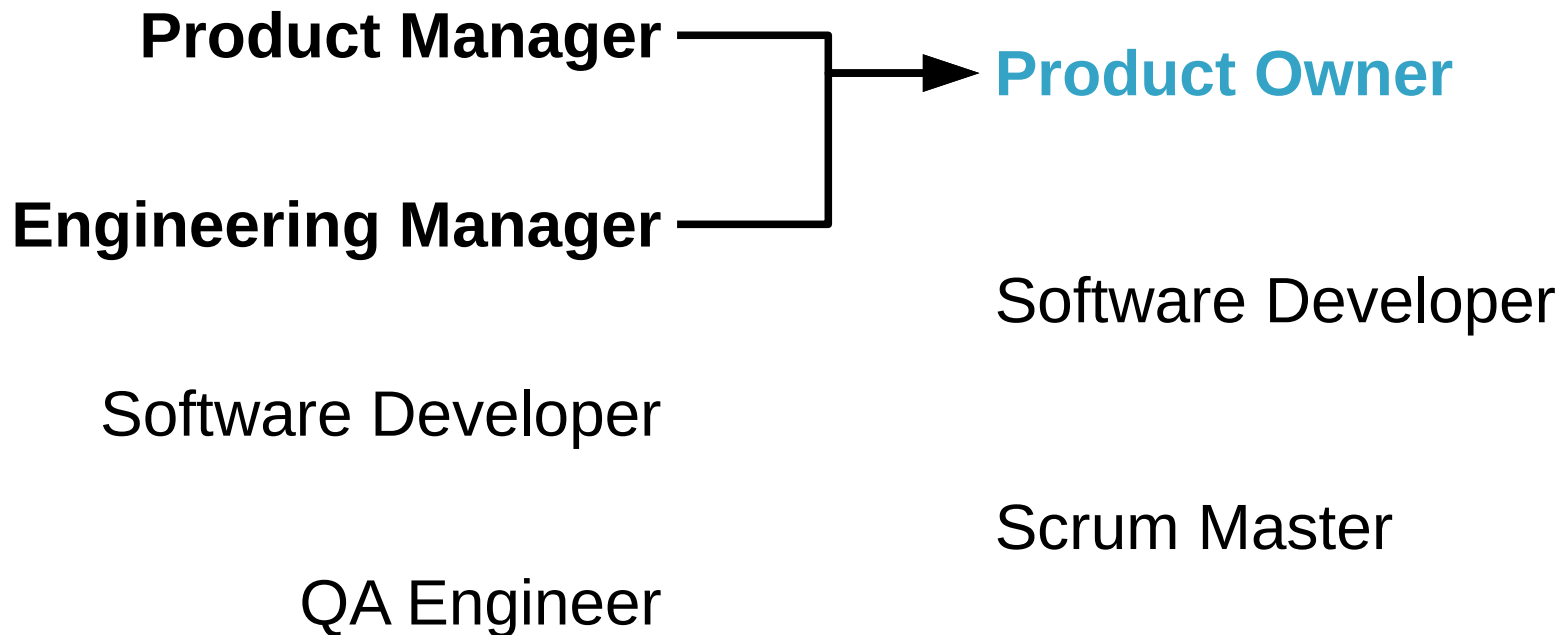 Product Manager
Engineering Manager
Software Developer
QA Engineer
Product Owner
Software Developer
Scrum Master